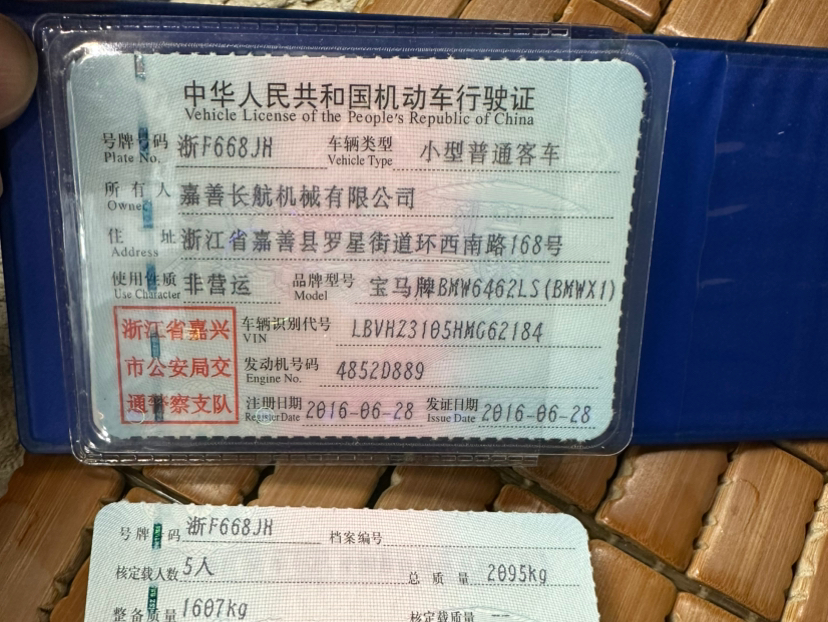 中华人民共和国机动车行驶证
Vehicle License of the People's Republic of China
号牌号码 浙F668JH 车辆类型 小型普通客车
Plate No. Vehicle Type
所有人 嘉善长航机械有限公司
Owner
住址 浙江省嘉善县罗星街道环西南路168号
Address
使用性质 非营运 品牌型号 宝马牌BMW6462LS(BMWX1)
Use Character Model
浙江省嘉兴
市公安局交
通警察支队
车辆识别代号 LBVHZ3105HMG62184
VIN
发动机号码 4852D889
Engine No.
注册日期 2016-06-28 发证日期 2016-06-28
Register Date Issue Date
号牌号码 浙F668JH 档案编号
核定载人数 5人 总质量 2095kg
整备质量 1607kg 核定载质量 --